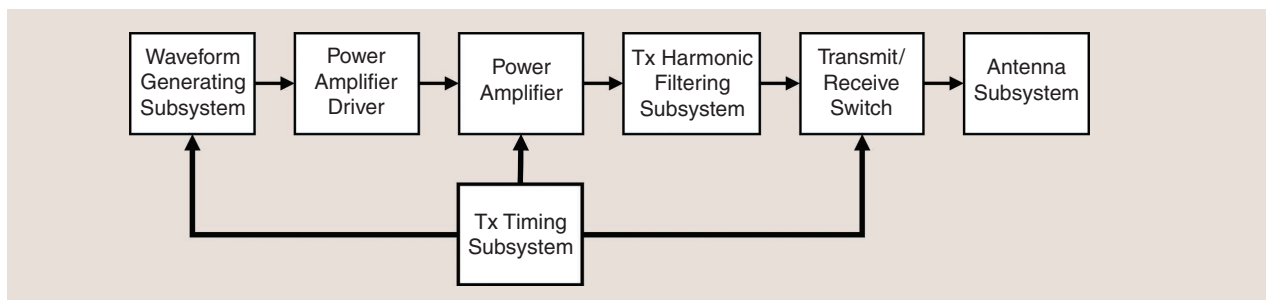 Waveform
Generating
Subsystem
Power
Amplifier
Driver
Power
Amplifier
Tx Harmonic
Filtering
Subsystem
Transmit/
Receive
Switch
Antenna
Subsystem
Tx Timing
Subsystem